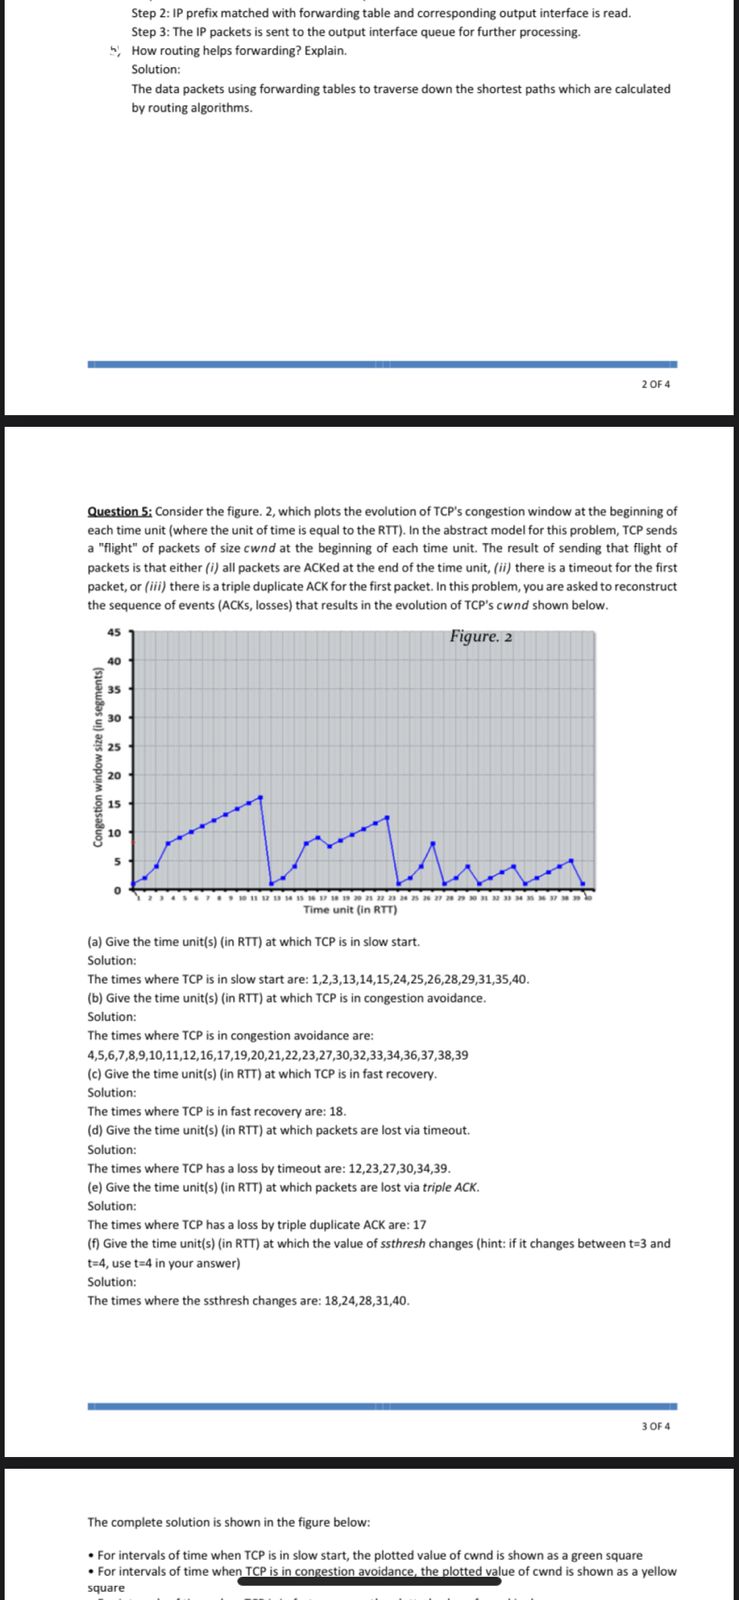 Step 2: IP prefix matched with forwarding table and corresponding output interface is read.
Step 3: The IP packets is sent to the output interface queue for further processing.
How routing helps forwarding? Explain.
Solution:
The data packets using forwarding tables to traverse down the shortest paths which are calculated
by routing algorithms.
2 OF 4
Question 5: Consider the figure. 2, which plots the evolution of TCP's congestion window at the beginning of
each time unit (where the unit of time is equal to the RTT). In the abstract model for this problem, TCP sends
a "flight" of packets of size cwnd at the beginning of each time unit. The result of sending that flight of
packets is that either (i) all packets are ACKed at the end of the time unit, (ii) there is a timeout for the first
packet, or (iii) there is a triple duplicate ACK for the first packet. In this problem, you are asked to reconstruct
the sequence of events (ACKs, losses) that results in the evolution of TCP's cwnd shown below.
Figure. 2
Congestion window size (in segments)
45
40
35
30
25
20
15
10
5
0
1 2 3 4 5 6 7 8 9 10 11 12 13 14 15 16 17 18 19 20 21 22 23 24 25 26 27 28 29 30 31 32 33 34 35 36 37 38 39 40
Time unit (in RTT)
(a) Give the time unit(s) (in RTT) at which TCP is in slow start.
Solution:
The times where TCP is in slow start are: 1,2,3,13,14,15,24,25,26,28,29,31,35,40.
(b) Give the time unit(s) (in RTT) at which TCP is in congestion avoidance.
Solution:
The times where TCP is in congestion avoidance are:
4,5,6,7,8,9,10,11,12,16,17,19,20,21,22,23,27,30,32,33,34,36,37,38,39
(c) Give the time unit(s) (in RTT) at which TCP is in fast recovery.
Solution:
The times where TCP is in fast recovery are: 18.
(d) Give the time unit(s) (in RTT) at which packets are lost via timeout.
Solution:
The times where TCP has a loss by timeout are: 12,23,27,30,34,39.
(e) Give the time unit(s) (in RTT) at which packets are lost via triple ACK.
Solution:
The times where TCP has a loss by triple duplicate ACK are: 17
(f) Give the time unit(s) (in RTT) at which the value of ssthresh changes (hint: if it changes between t=3 and
t=4, use t=4 in your answer)
Solution:
The times where the ssthresh changes are: 18,24,28,31,40.
3 OF 4
The complete solution is shown in the figure below:
• For intervals of time when TCP is in slow start, the plotted value of cwnd is shown as a green square
• For intervals of time when TCP is in congestion avoidance, the plotted value of cwnd is shown as a yellow
square